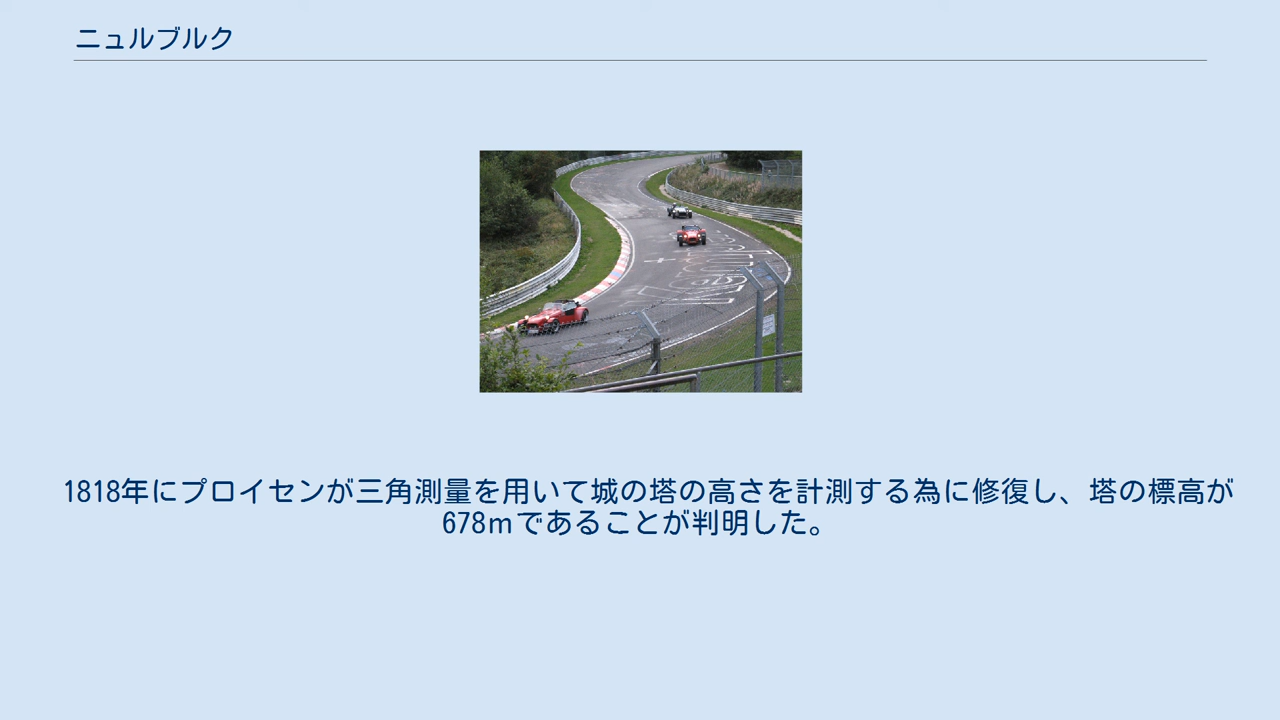 ニュルブルク
1818年にプロイセンが三角測量を用いて城の塔の高さを計測する為に修復し、塔の標高が
678mであることが判明した。